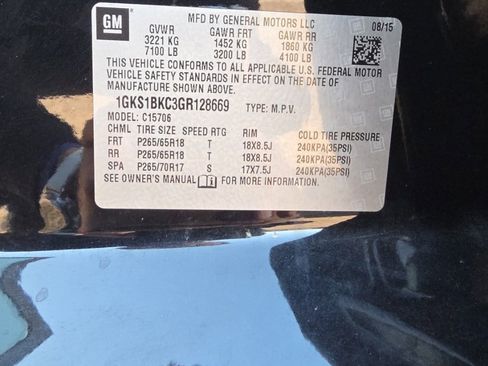 GM
MFD BY GENERAL MOTORS LLC
08/15
GVWR GAWR FRT GAWR RR
3221 KG 1452 KG 1860 KG
7100 LB 3200 LB 4100 LB
THIS VEHICLE CONFORMS TO ALL APPLICABLE U.S. FEDERAL MOTOR
VEHICLE SAFETY STANDARDS IN EFFECT ON THE DATE OF
MANUFACTURE SHOWN ABOVE.
1GKS1BKC3GR128669 TYPE: M.P.V.
MODEL: C15706
CHML TIRE SIZE SPEED RTG RIM COLD TIRE PRESSURE
FRT P265/65R18 T 18X8.5J 240KPA(35PSI)
RR P265/65R18 T 18X8.5J 240KPA(35PSI)
SPA P265/70R17 S 17X7.5J 240KPA(35PSI)
SEE OWNER'S MANUAL FOR MORE INFORMATION.